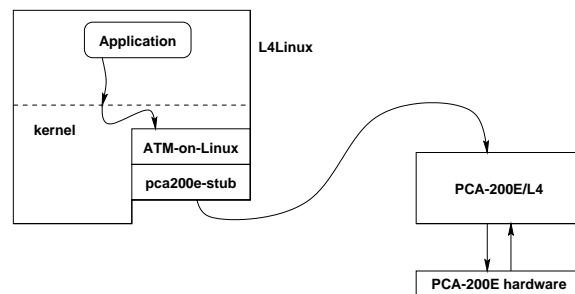 Application
L4Linux
kernel
ATM-on-Linux
pca200e-stub
PCA-200E/L4
PCA-200E hardware